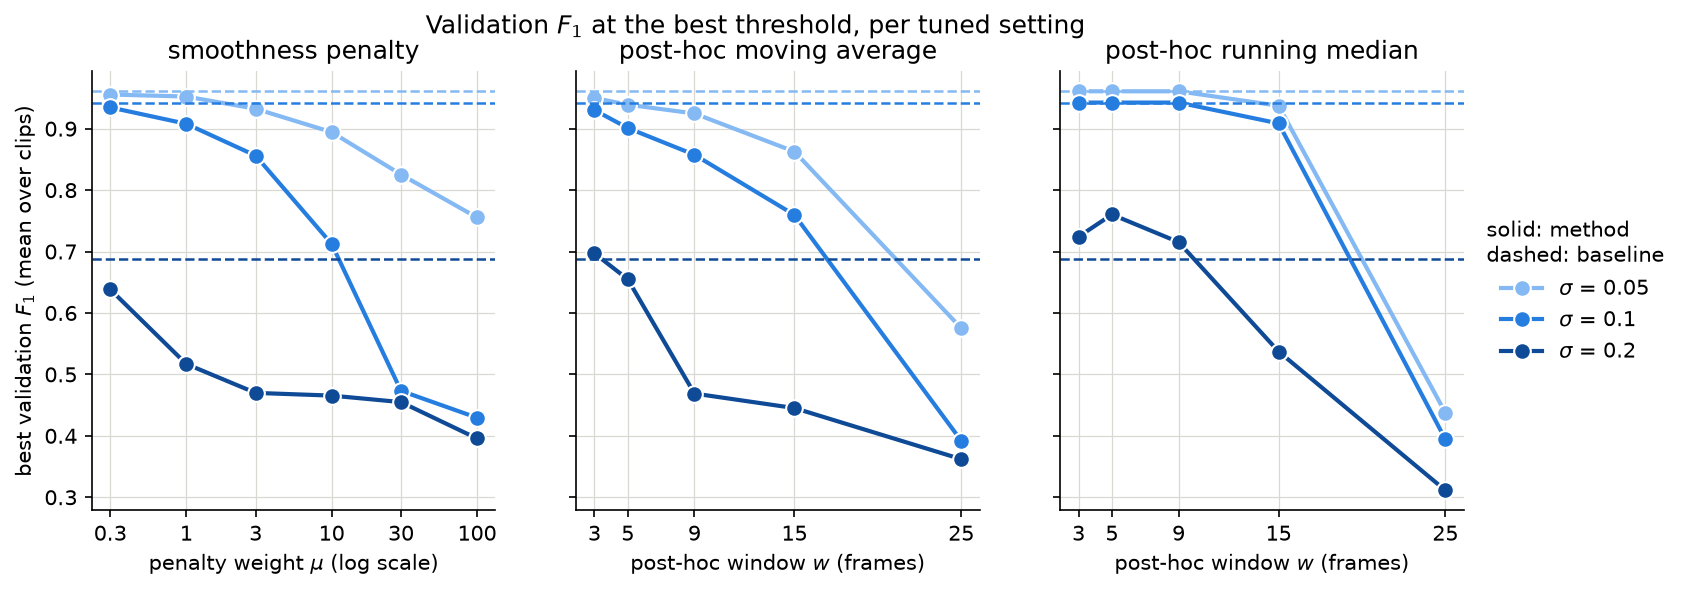 Validation F₁ at the best threshold, per tuned setting
smoothness penalty
post-hoc moving average
post-hoc running median
best validation F₁ (mean over clips)
0.9
0.8
0.7
0.6
0.5
0.4
0.3
0.3 1 3 10 30 100
penalty weight μ (log scale)
3 5 9 15 25
post-hoc window w (frames)
3 5 9 15 25
post-hoc window w (frames)
solid: method
dashed: baseline
σ = 0.05
σ = 0.1
σ = 0.2